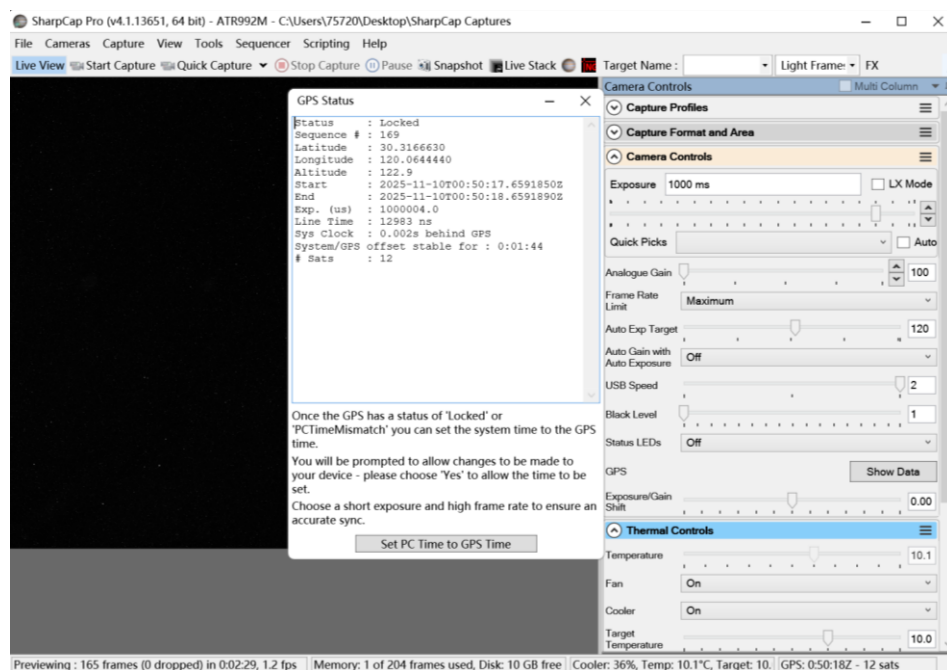 SharpCap Pro (v4.1.13651, 64 bit) - ATR992M - C:\Users\75720\Desktop\SharpCap Captures
File Cameras Capture View Tools Sequencer Scripting Help
Live View Start Capture Quick Capture Stop Capture Pause Snapshot Live Stack Target Name : Light Frame: FX
GPS Status
Status : Locked
Sequence # : 169
Latitude : 30.3166630
Longitude : 120.0644440
Altitude : 122.9
Start : 2025-11-10T00:50:17.6591850Z
End : 2025-11-10T00:50:18.6591890Z
Exp. (us) : 1000004.0
Line Time : 12983 ns
Sys Clock : 0.002s behind GPS
System/GPS offset stable for : 0:01:44
# Sats : 12
Once the GPS has a status of 'Locked' or
'PCTimeMismatch' you can set the system time to the GPS
time.
You will be prompted to allow changes to be made to
your device - please choose 'Yes' to allow the time to be
set.
Choose a short exposure and high frame rate to ensure an
accurate sync.
Set PC Time to GPS Time
Camera Controls Multi Column
Capture Profiles
Capture Format and Area
Camera Controls
Exposure 1000 ms LX Mode
Quick Picks Auto
Analogue Gain 100
Frame Rate
Limit Maximum
Auto Exp Target 120
Auto Gain with
Auto Exposure Off
USB Speed 2
Black Level 1
Status LEDs Off
GPS Show Data
Exposure/Gain
Shift 0.00
Thermal Controls
Temperature 10.1
Fan On
Cooler On
Target
Temperature 10.0
Previewing : 165 frames (0 dropped) in 0:02:29, 1.2 fps Memory: 1 of 204 frames used, Disk: 10 GB free Cooler: 36%, Temp: 10.1°C, Target: 10. GPS: 0:50:18Z - 12 sats